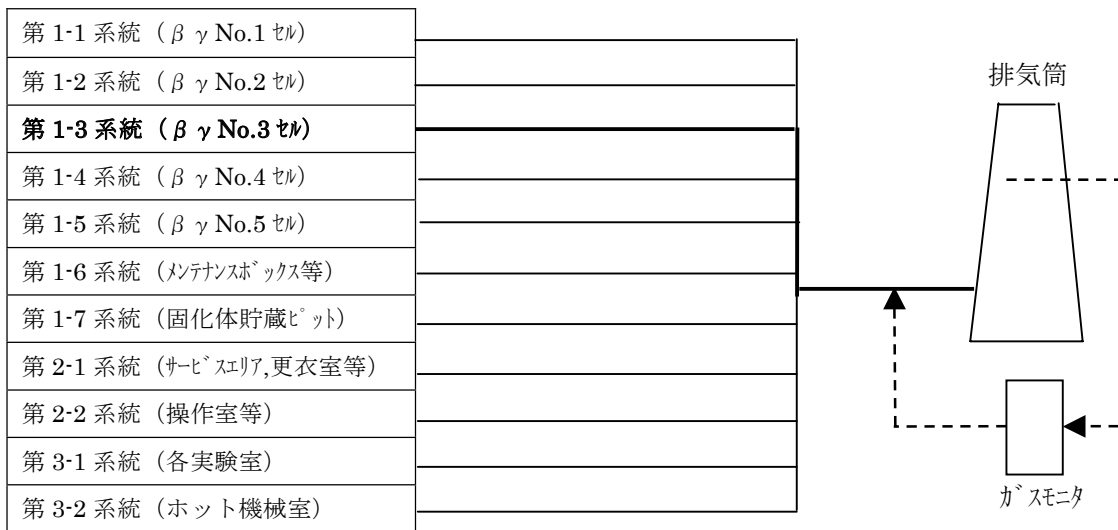 第 1-1 系統（β γ No.1 ｾﾙ）
第 1-2 系統（β γ No.2 ｾﾙ）
第 1-3 系統（β γ No.3 ｾﾙ）
第 1-4 系統（β γ No.4 ｾﾙ）
第 1-5 系統（β γ No.5 ｾﾙ）
第 1-6 系統（ﾒﾝﾃﾅﾝｽﾎﾞｯｸｽ等）
第 1-7 系統（固化体貯蔵ﾋﾟｯﾄ）
第 2-1 系統（ｻｰﾋﾞｽｴﾘｱ,更衣室等）
第 2-2 系統（操作室等）
第 3-1 系統（各実験室）
第 3-2 系統（ホット機械室）
排気筒
ｶﾞｽﾓﾆﾀ